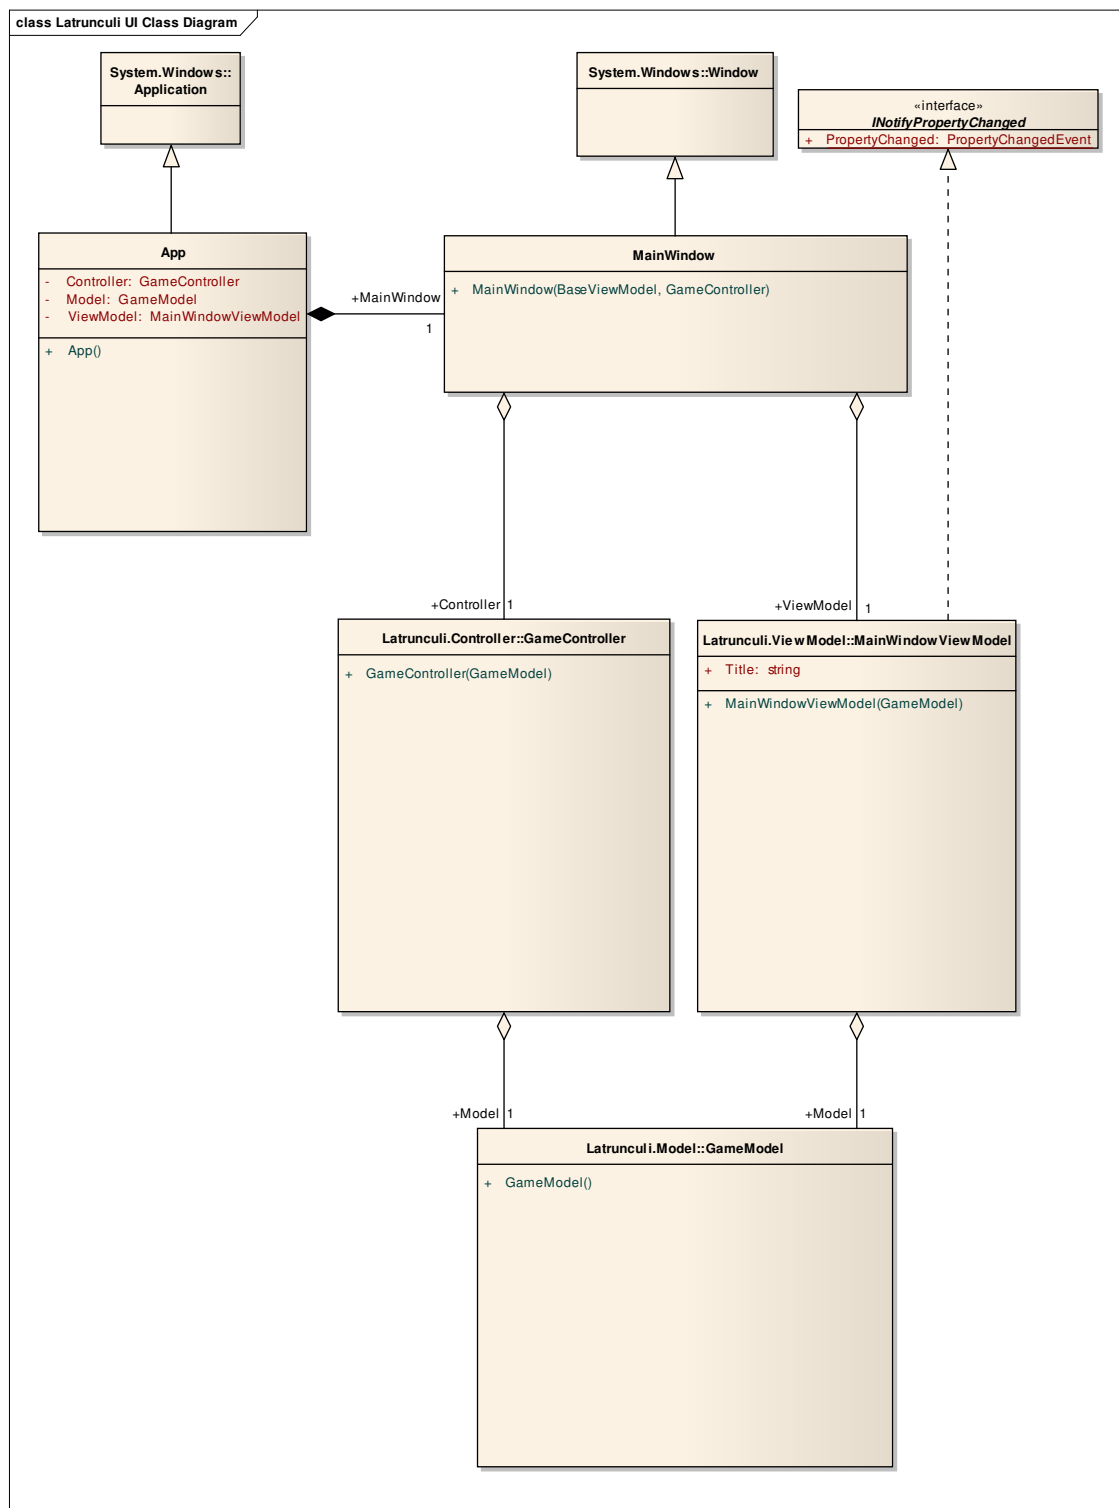 class Latrunculi UI Class Diagram
System.Windows::
Application
System.Windows::Window
«interface»
INotifyPropertyChanged
+ PropertyChanged: PropertyChangedEvent
App
- Controller: GameController
- Model: GameModel
- ViewModel: MainWindowViewModel
+ App()
+MainWindow
1
MainWindow
+ MainWindow(BaseViewModel, GameController)
+Controller 1
+ViewModel 1
Latrunculi.Controller::GameController
+ GameController(GameModel)
Latrunculi.ViewModel::MainWindowViewModel
+ Title: string
+ MainWindowViewModel(GameModel)
+Model 1
+Model 1
Latrunculi.Model::GameModel
+ GameModel()